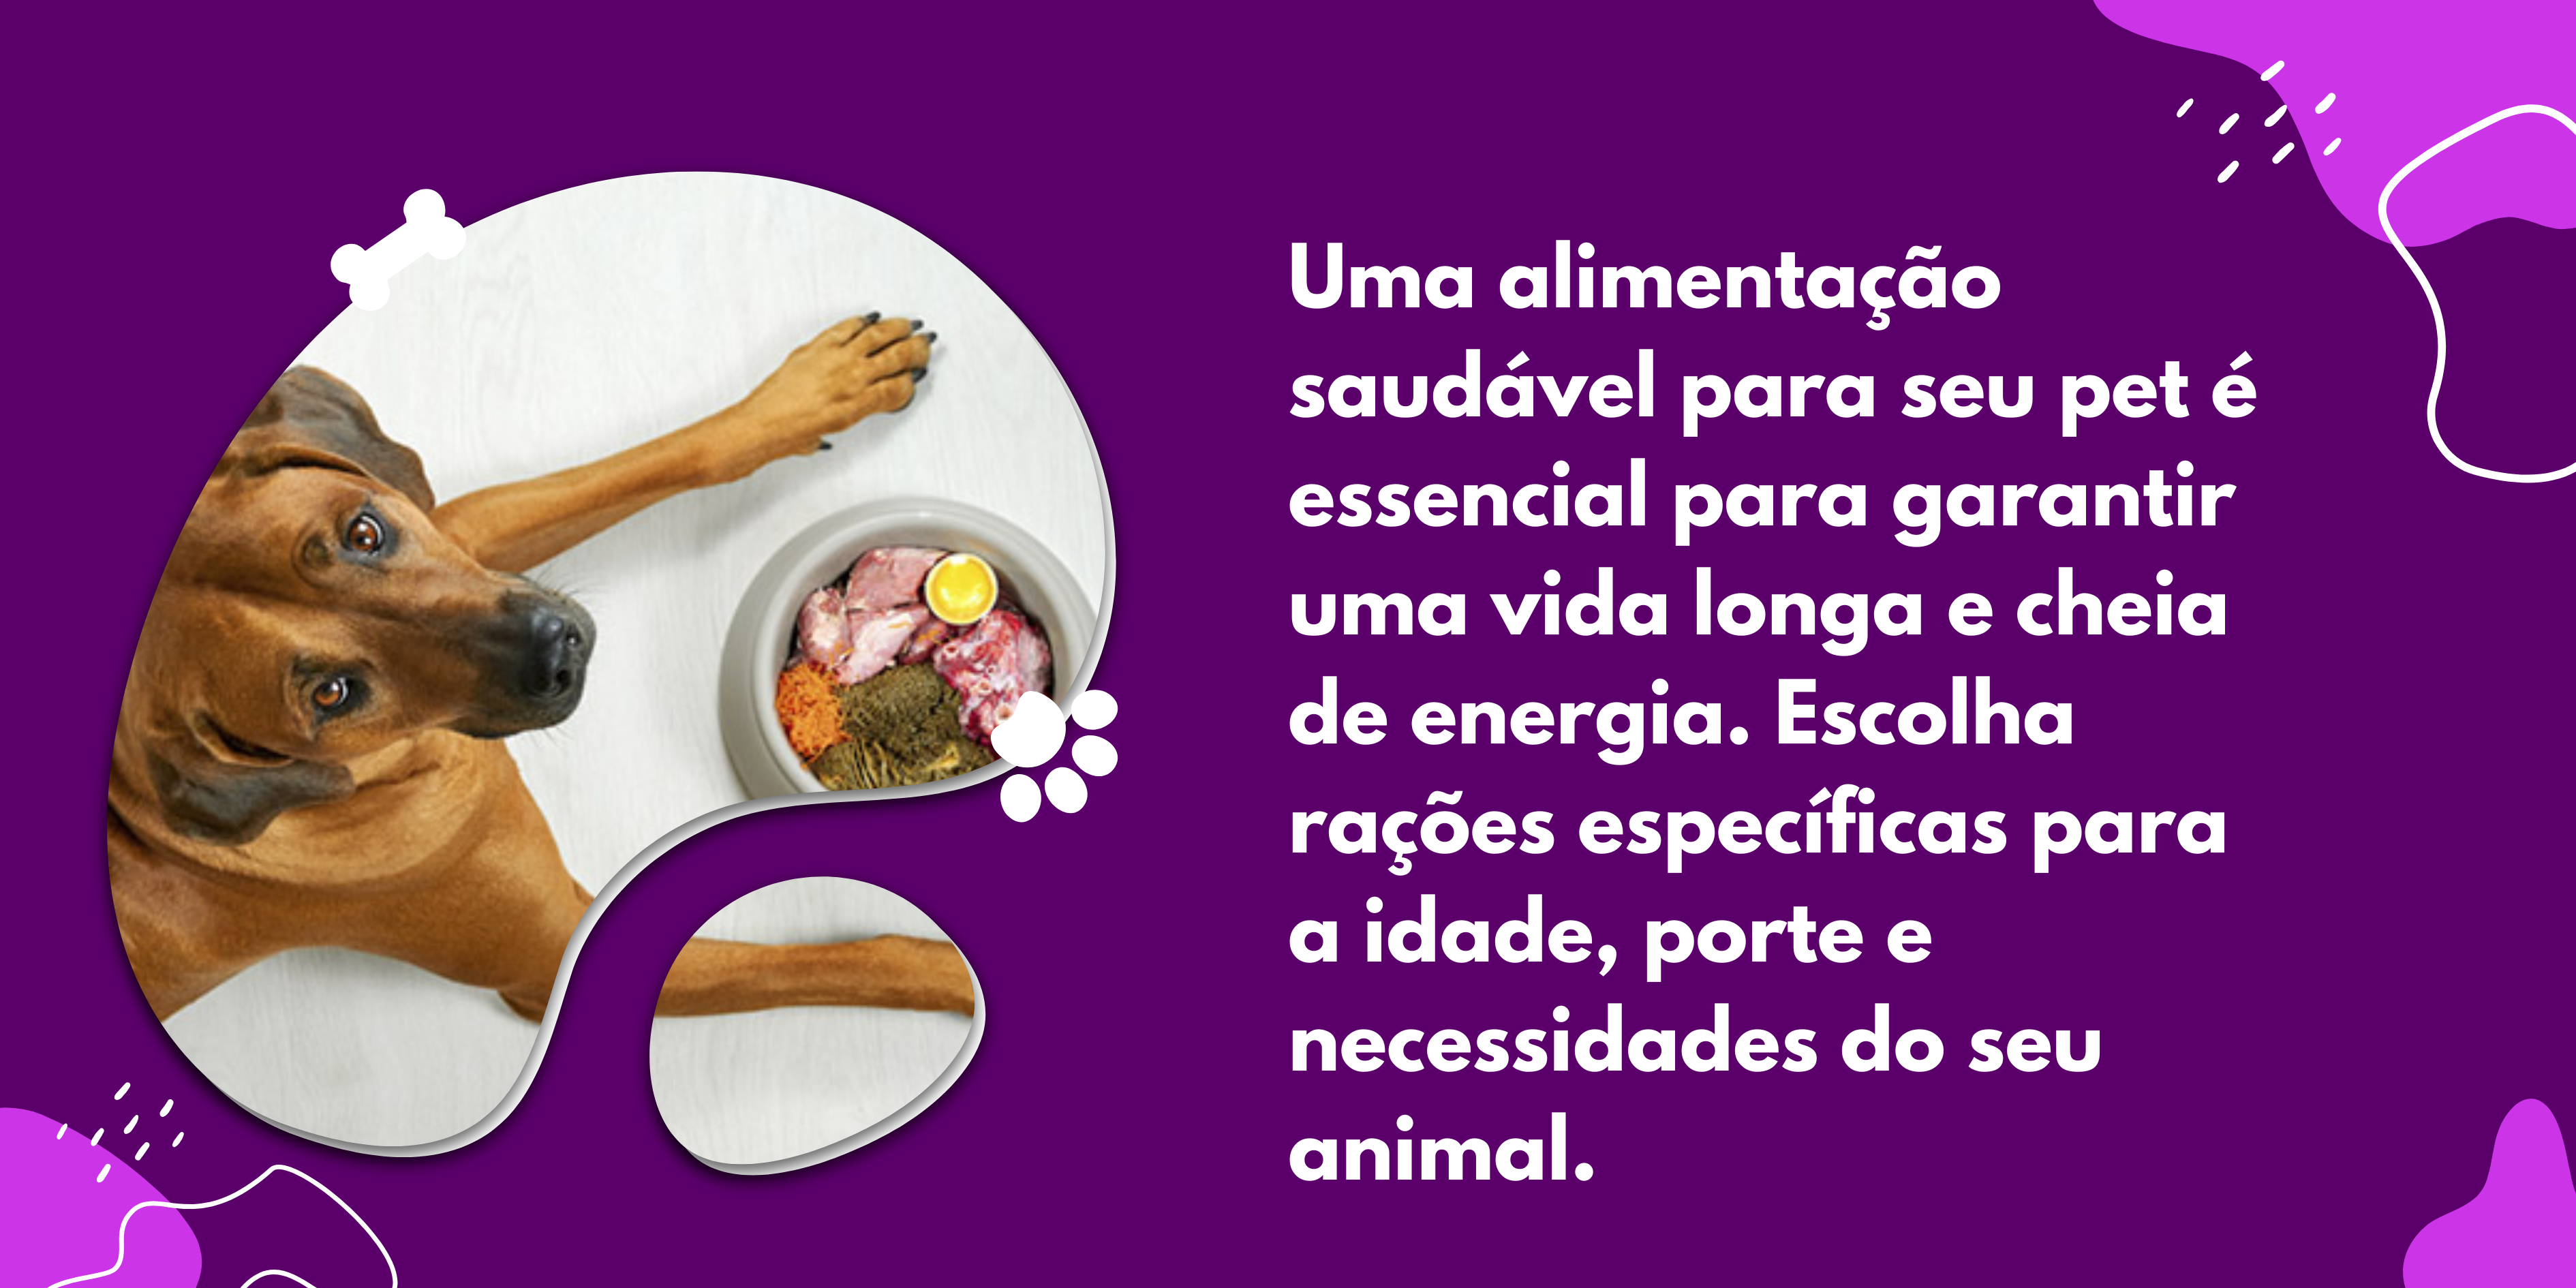 Uma alimentação
saudável para seu pet é
essencial para garantir
uma vida longa e cheia
de energia. Escolha
rações específicas para
a idade, porte e
necessidades do seu
animal.